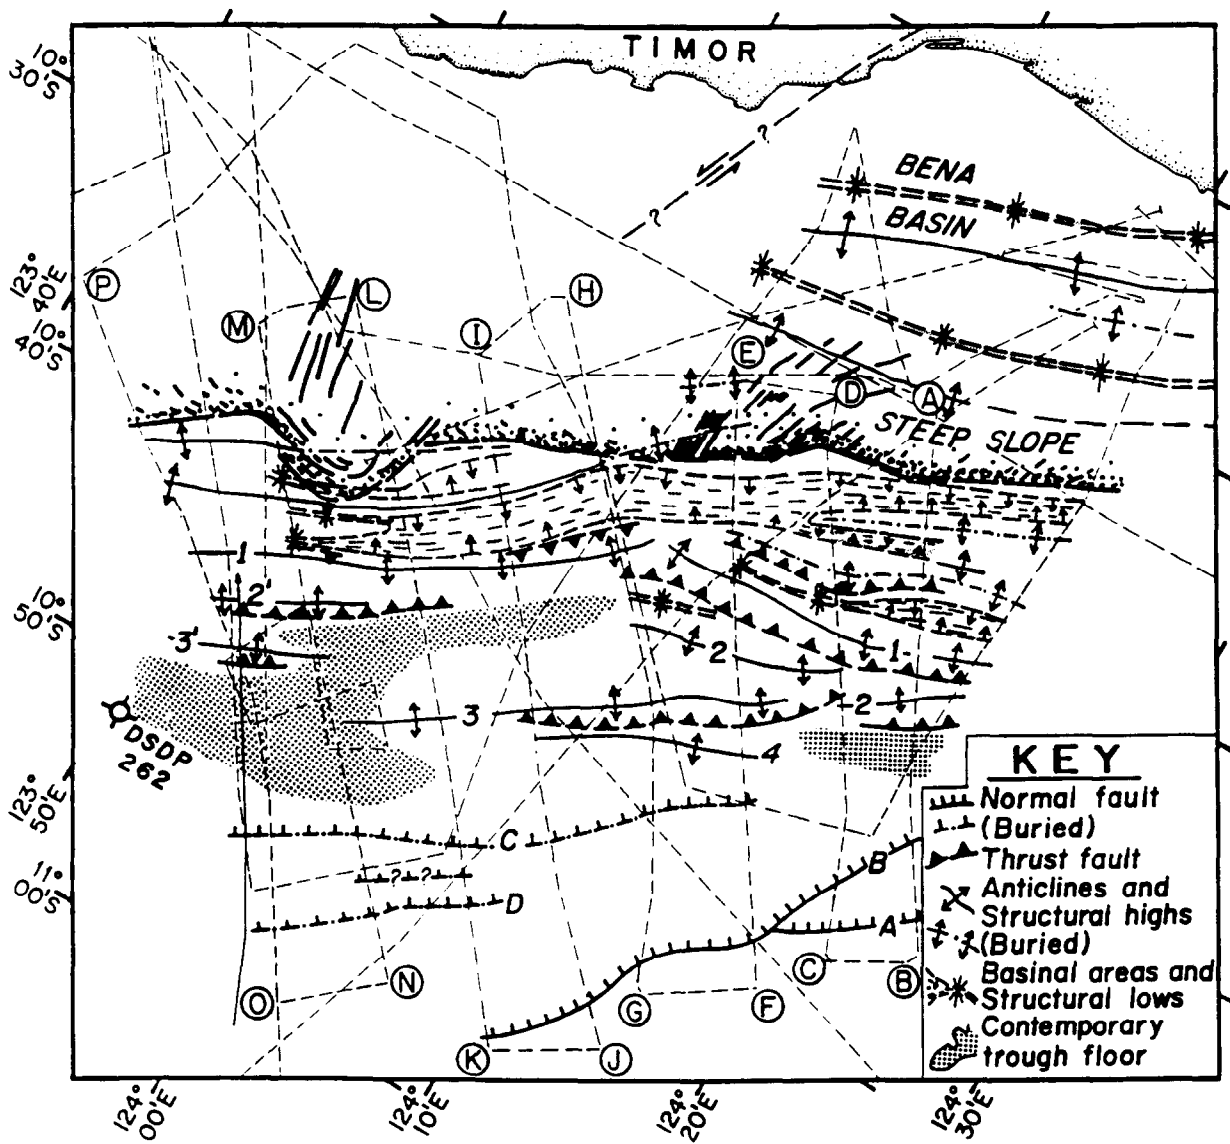 TIMOR
10°
30'S
BENA
BASIN
123°
40'E
P
L
H
M
I
10°
40'S
E
D
A
STEEP SLOPE
?
?
1
10°
50'S
2'
3'
2
1
3
2
4
DSDP
262
123°
50'E
C
B
11°
00'S
? ?
D
A
O
N
G
F
C
B
K
J
KEY
Normal fault
(Buried)
Thrust fault
Anticlines and
Structural highs
(Buried)
Basinal areas and
Structural lows
Contemporary
trough floor
124°
00'E
124°
10'E
124°
20'E
124°
30'E